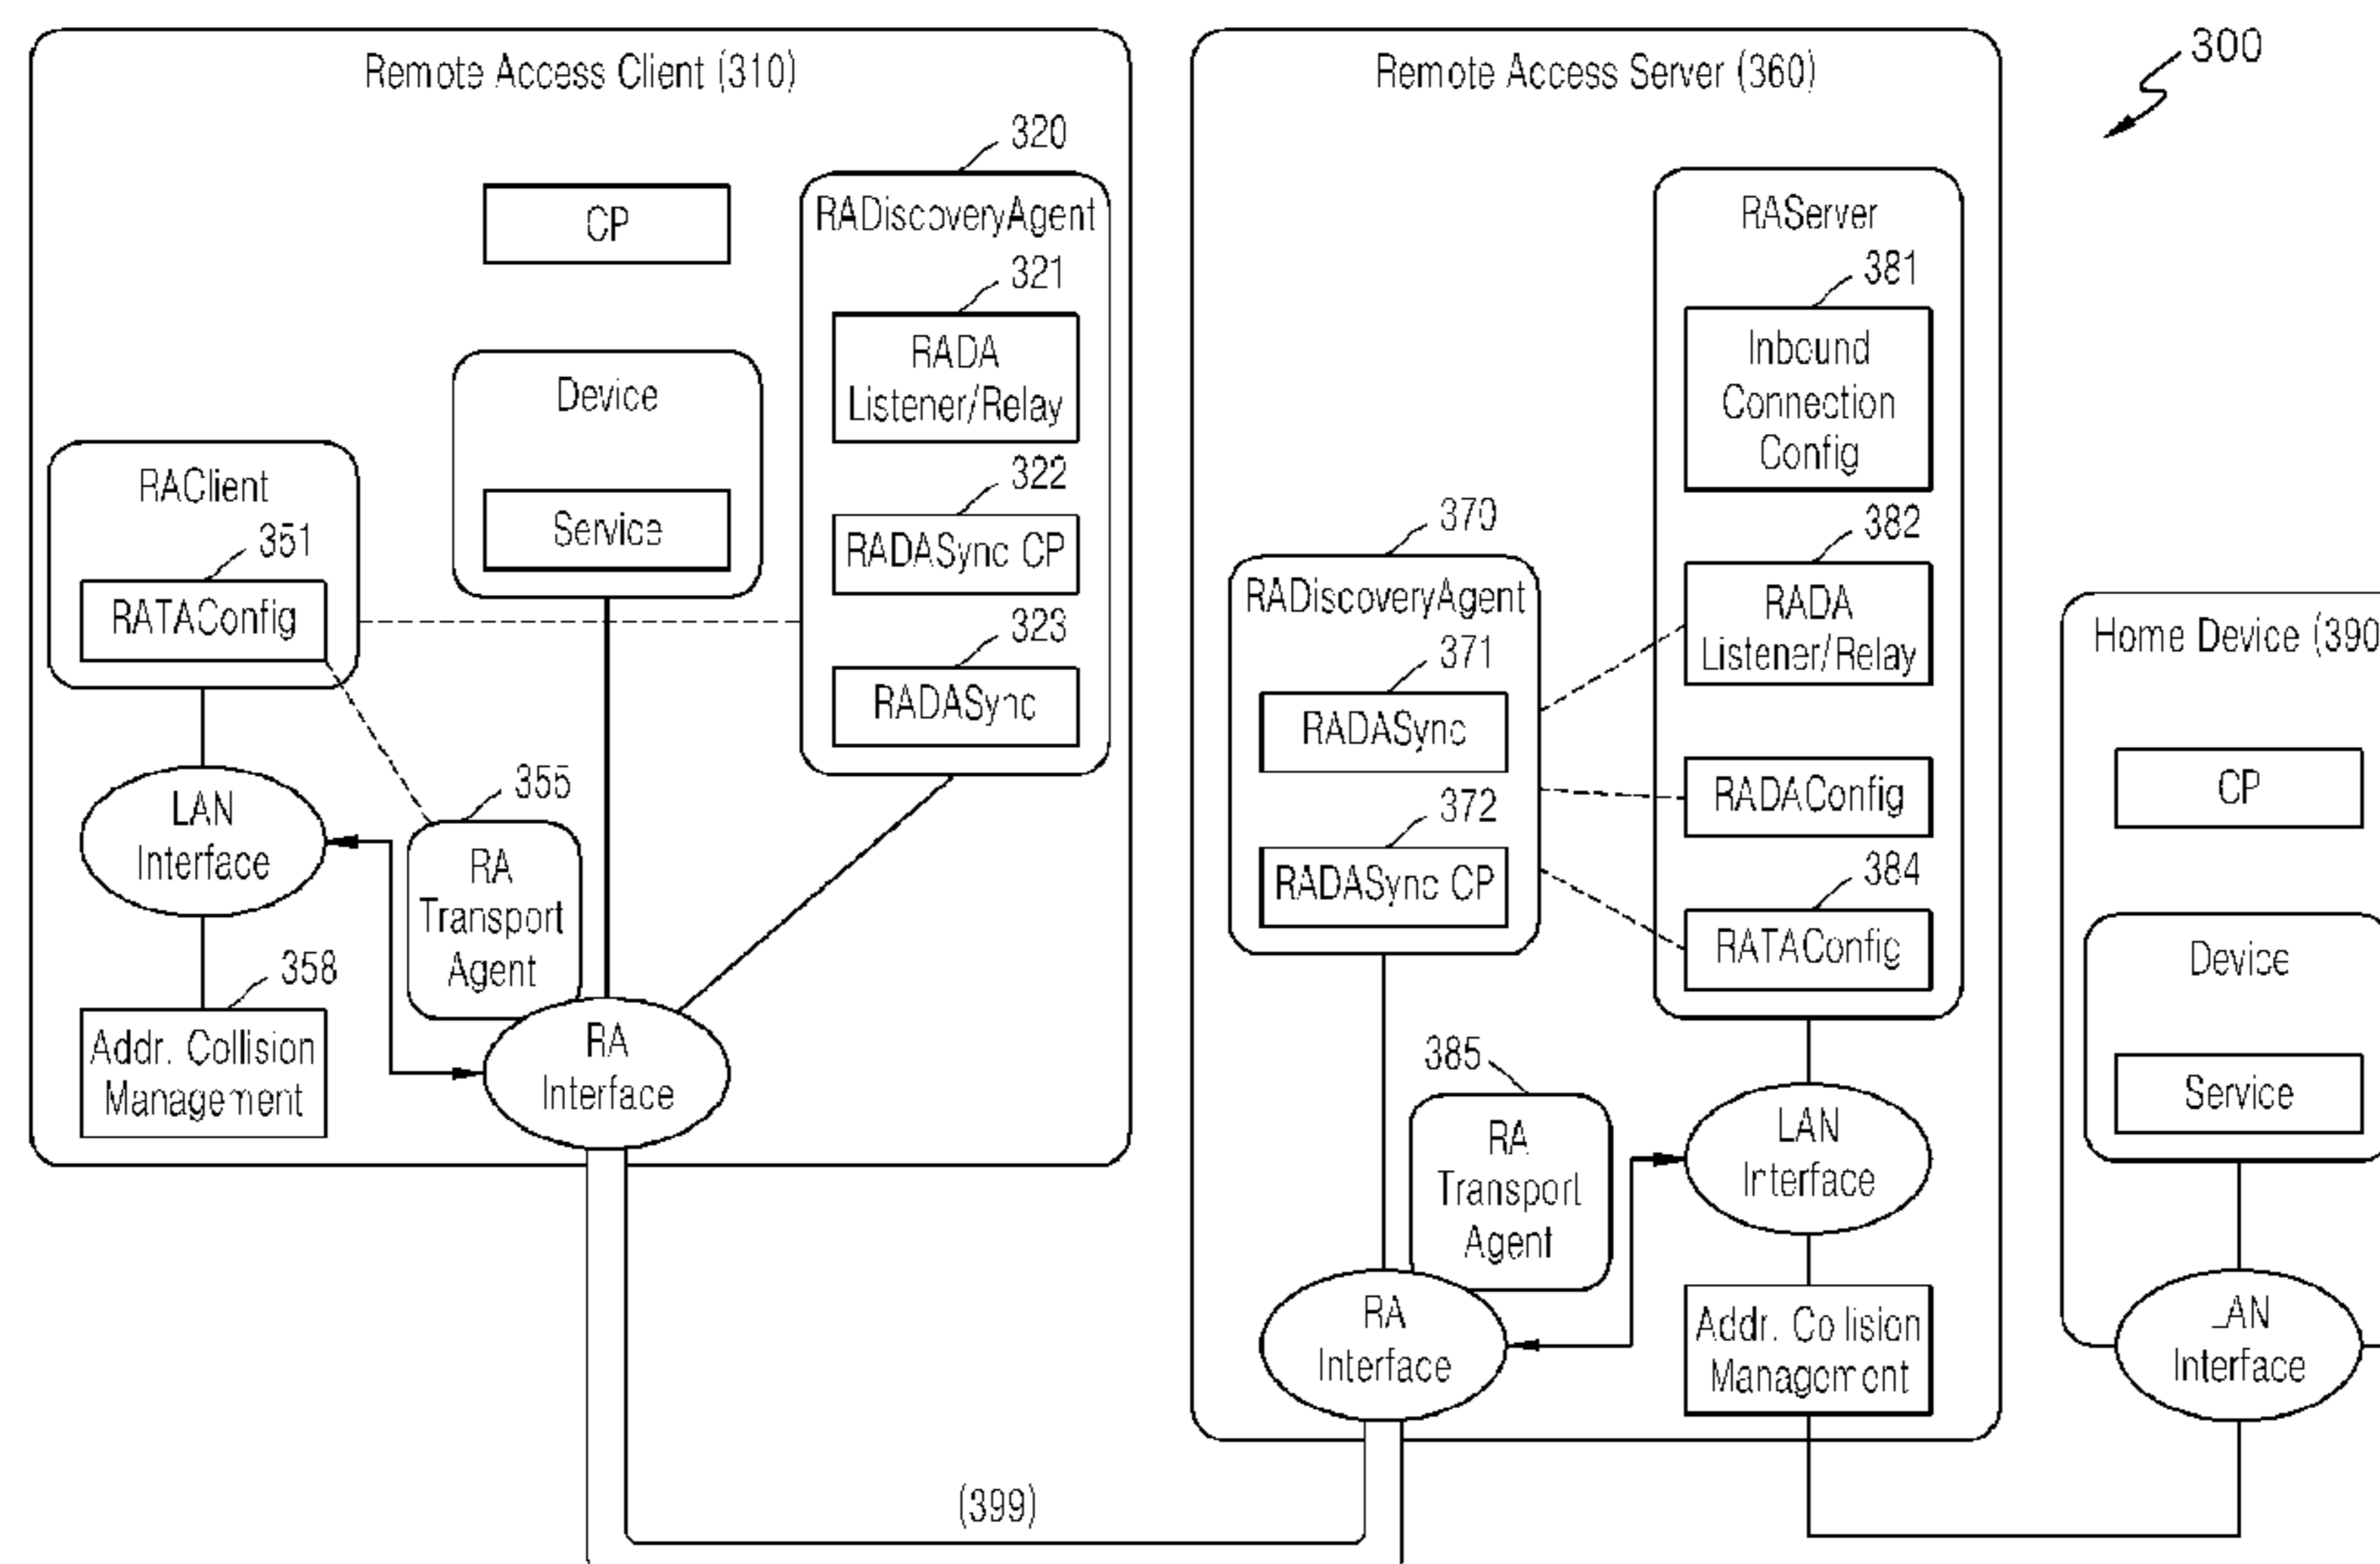 300
Remote Access Client (310)
320
CP
RADiscoveryAgent
321
RADA
Listener/Relay
322
RADASync CP
323
RADASync
Device
Service
RAClient
351
RATAConfig
LAN
Interface
355
RA
Transport
Agent
358
Addr. Collision
Management
RA
Interface
Remote Access Server (360)
RAServer
381
Inbound
Connection
Config
382
RADA
Listener/Relay
RADAConfig
384
RATAConfig
370
RADiscoveryAgent
371
RADASync
372
RADASync CP
385
RA
Transport
Agent
LAN
Interface
RA
Interface
Addr. Collision
Management
Home Device (390
CP
Device
Service
LAN
Interface
(399)